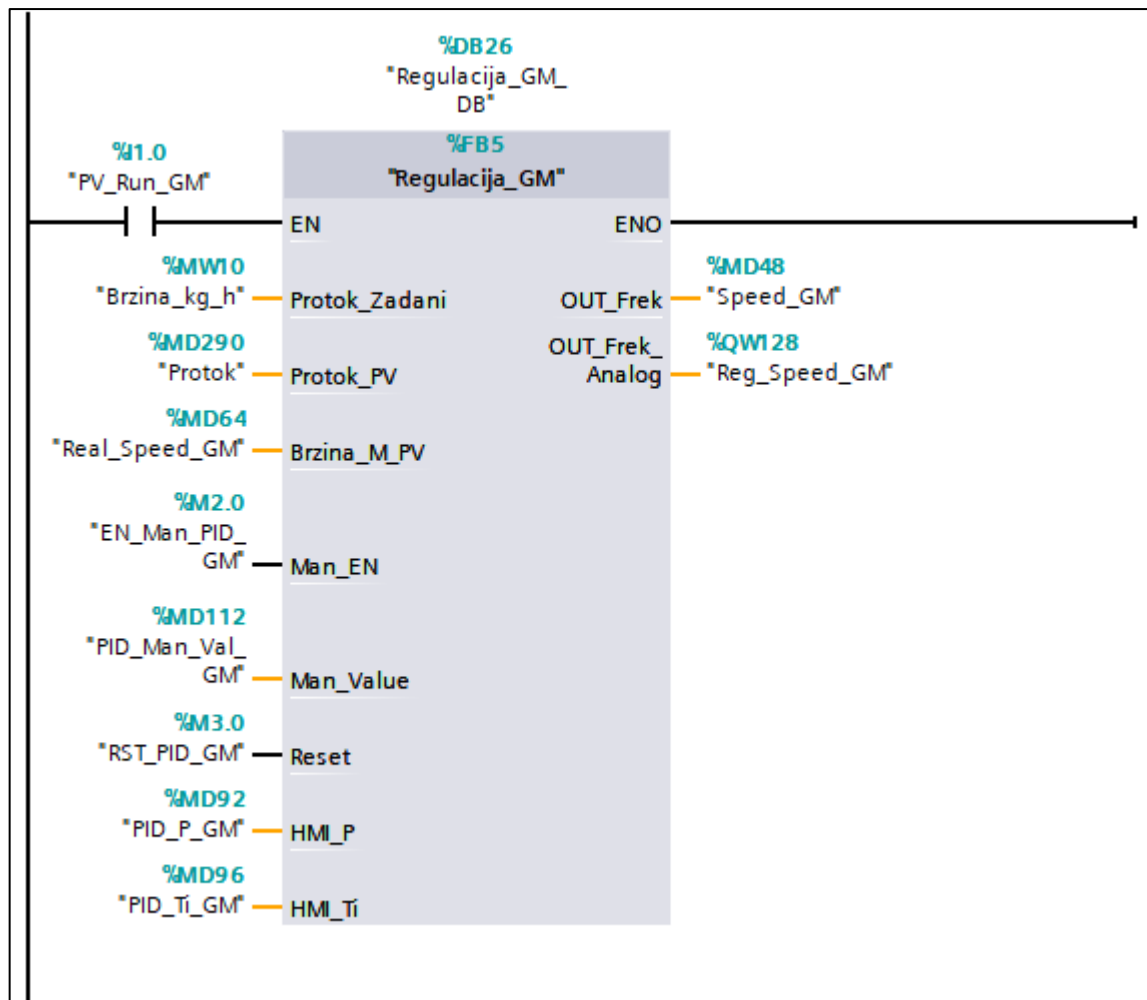 %DB26
"Regulacija_GM_
DB"
%FB5
"Regulacija_GM"
%I1.0
"PV_Run_GM"
EN
ENO
%MW10
"Brzina_kg_h"
Protok_Zadani
%MD290
"Protok"
Protok_PV
%MD64
"Real_Speed_GM"
Brzina_M_PV
%M2.0
"EN_Man_PID_
GM"
Man_EN
%MD112
"PID_Man_Val_
GM"
Man_Value
%M3.0
"RST_PID_GM"
Reset
%MD92
"PID_P_GM"
HMI_P
%MD96
"PID_Ti_GM"
HMI_Ti
OUT_Frek
%MD48
"Speed_GM"
OUT_Frek_
Analog
%QW128
"Reg_Speed_GM"